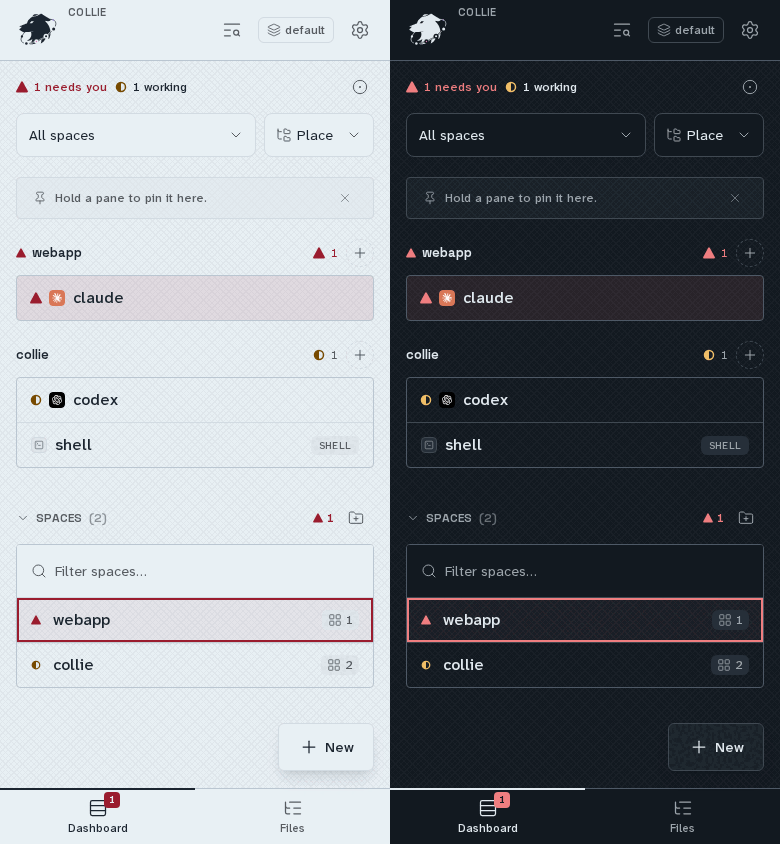 COLLIE
default
1 needs you 1 working
All spaces Place
Hold a pane to pin it here.
webapp 1
claude
collie 1
codex
shell SHELL
SPACES (2) 1
Filter spaces...
webapp 1
collie 2
New
1
Dashboard Files
COLLIE
default
1 needs you 1 working
All spaces Place
Hold a pane to pin it here.
webapp 1
claude
collie 1
codex
shell SHELL
SPACES (2) 1
Filter spaces...
webapp 1
collie 2
New
1
Dashboard Files